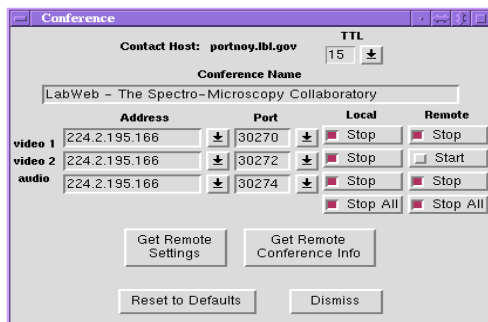 Conference
TTL
Contact Host: portnoy.lbl.gov 15
Conference Name
LabWeb - The Spectro-Microscopy Collaboratory
Address Port Local Remote
video 1 224.2.195.166 30270 Stop Stop
video 2 224.2.195.166 30272 Stop Start
audio 224.2.195.166 30274 Stop Stop
Stop All Stop All
Get Remote Settings Get Remote Conference Info
Reset to Defaults Dismiss